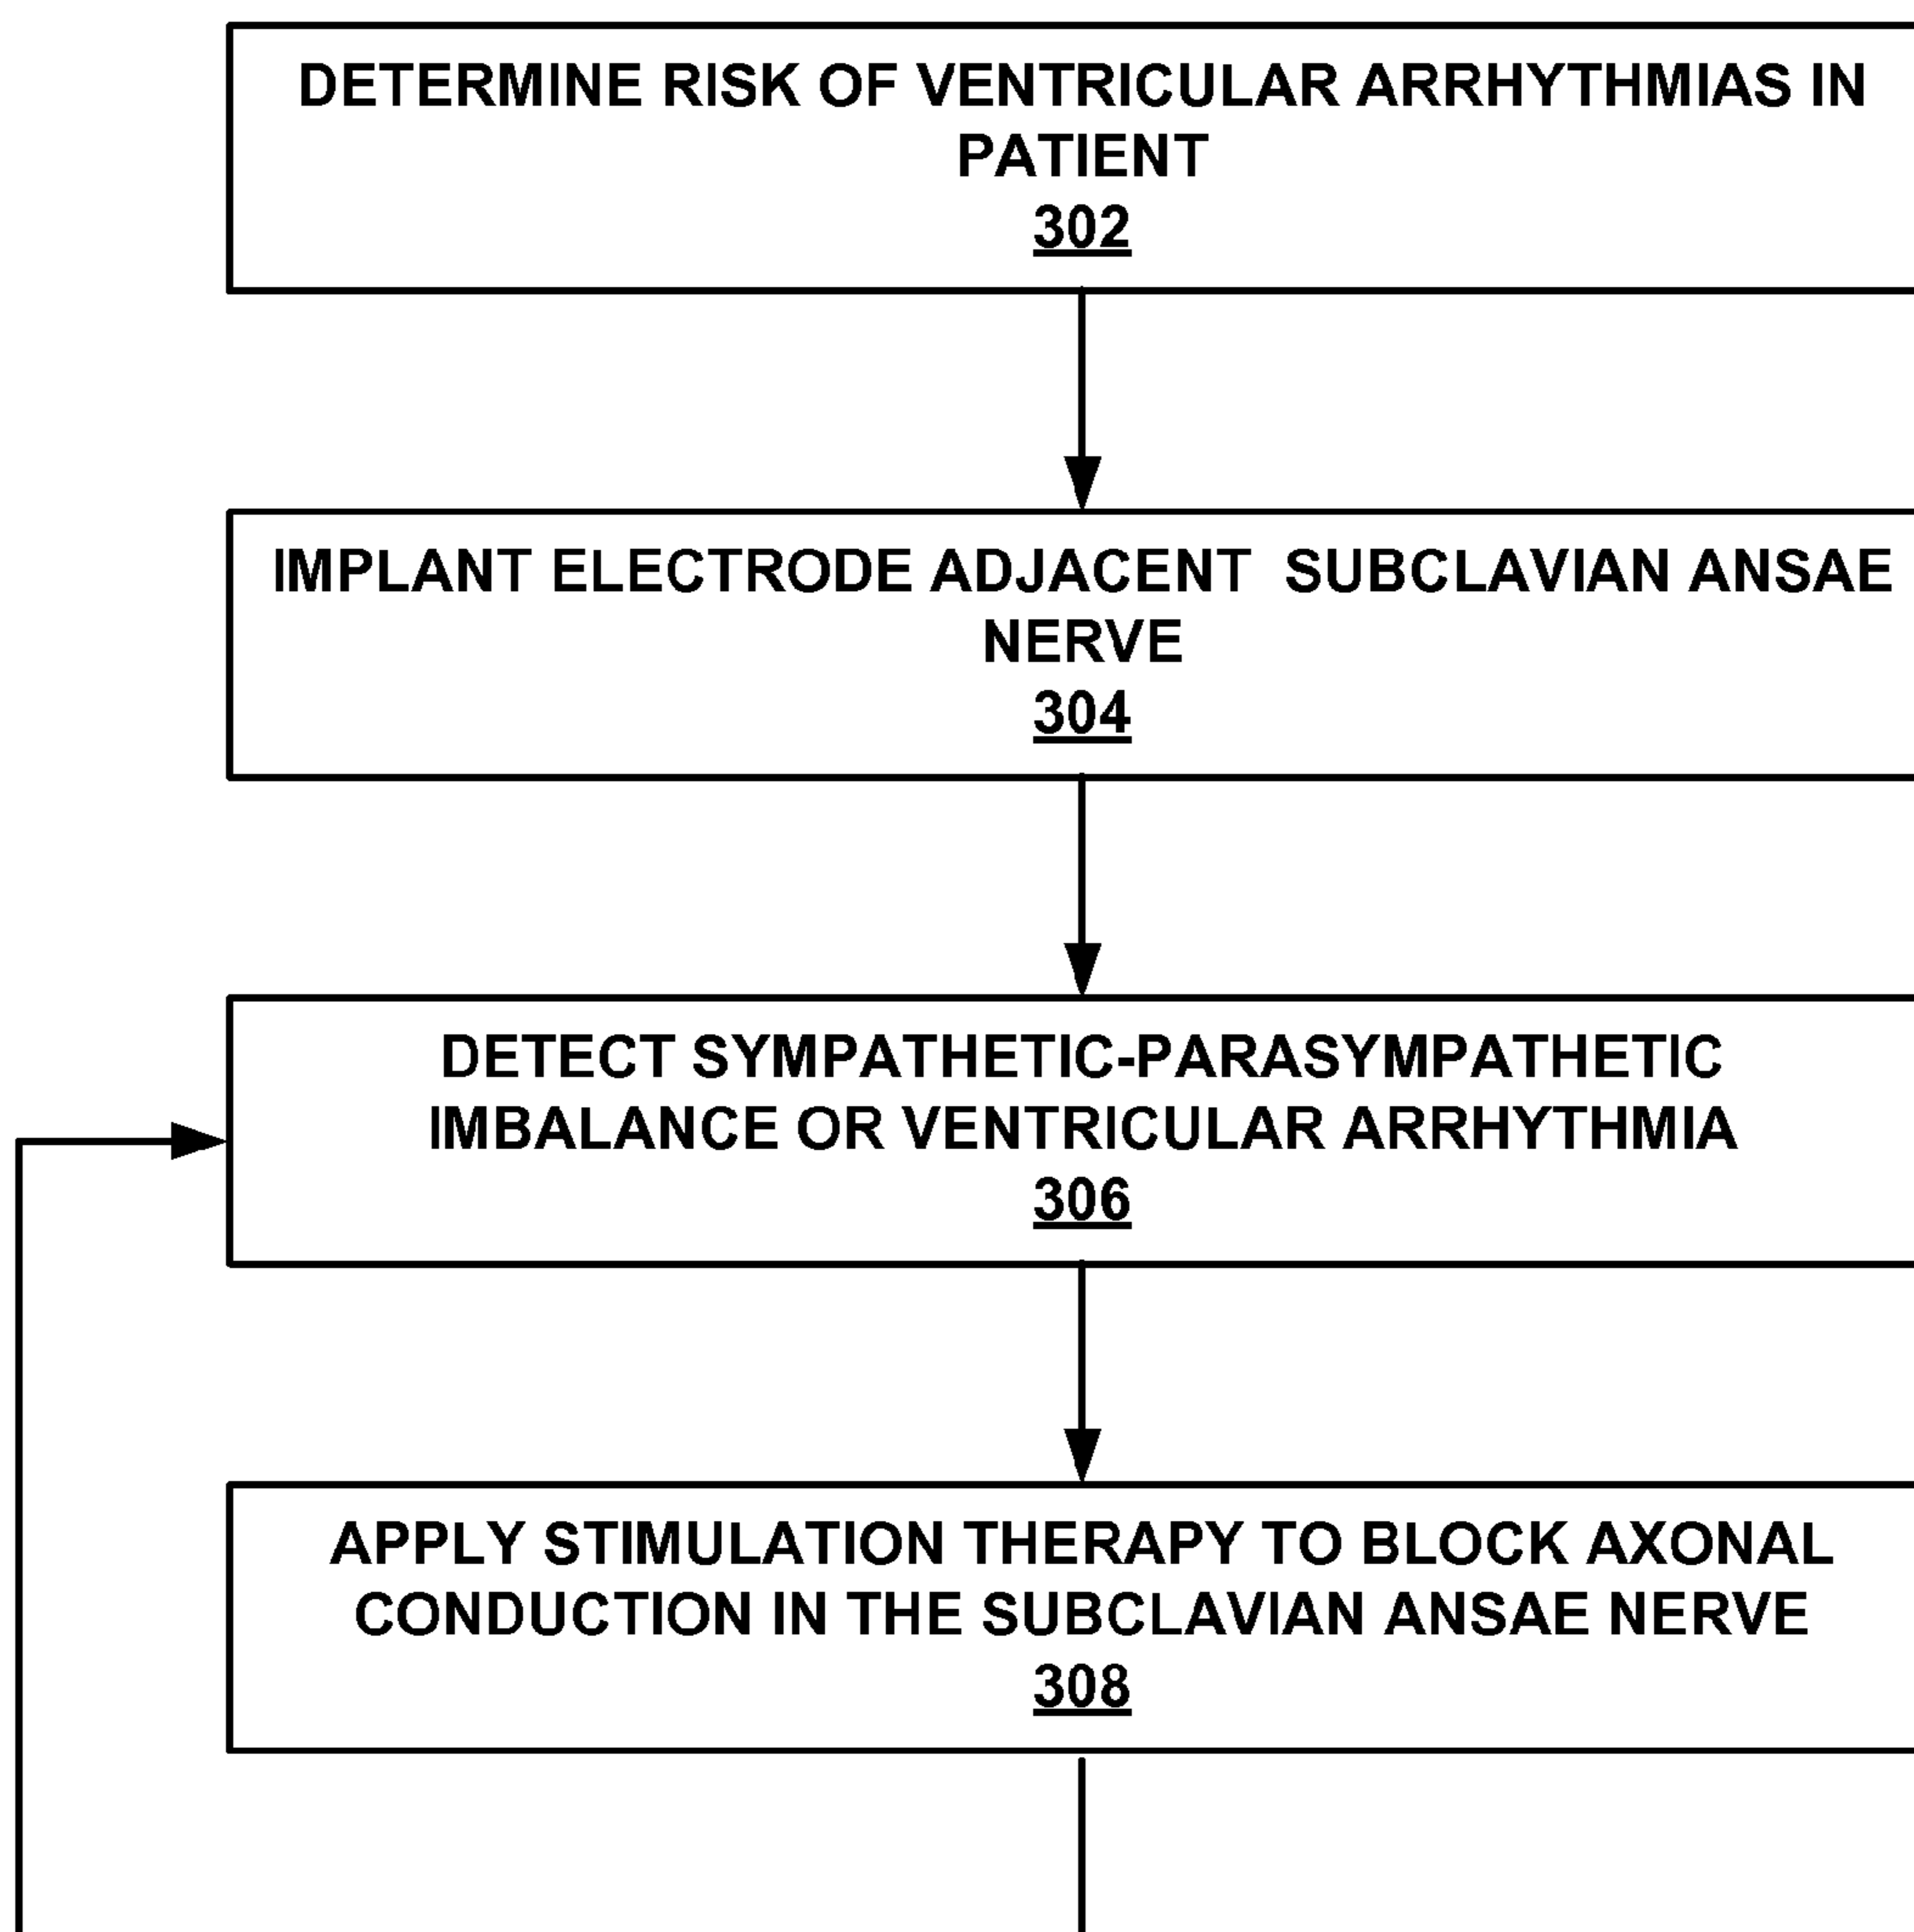 DETERMINE RISK OF VENTRICULAR ARRHYTHMIAS IN
PATIENT
302
IMPLANT ELECTRODE ADJACENT SUBCLAVIAN ANSAE
NERVE
304
DETECT SYMPATHETIC-PARASYMPATHETIC
IMBALANCE OR VENTRICULAR ARRHYTHMIA
306
APPLY STIMULATION THERAPY TO BLOCK AXONAL
CONDUCTION IN THE SUBCLAVIAN ANSAE NERVE
308